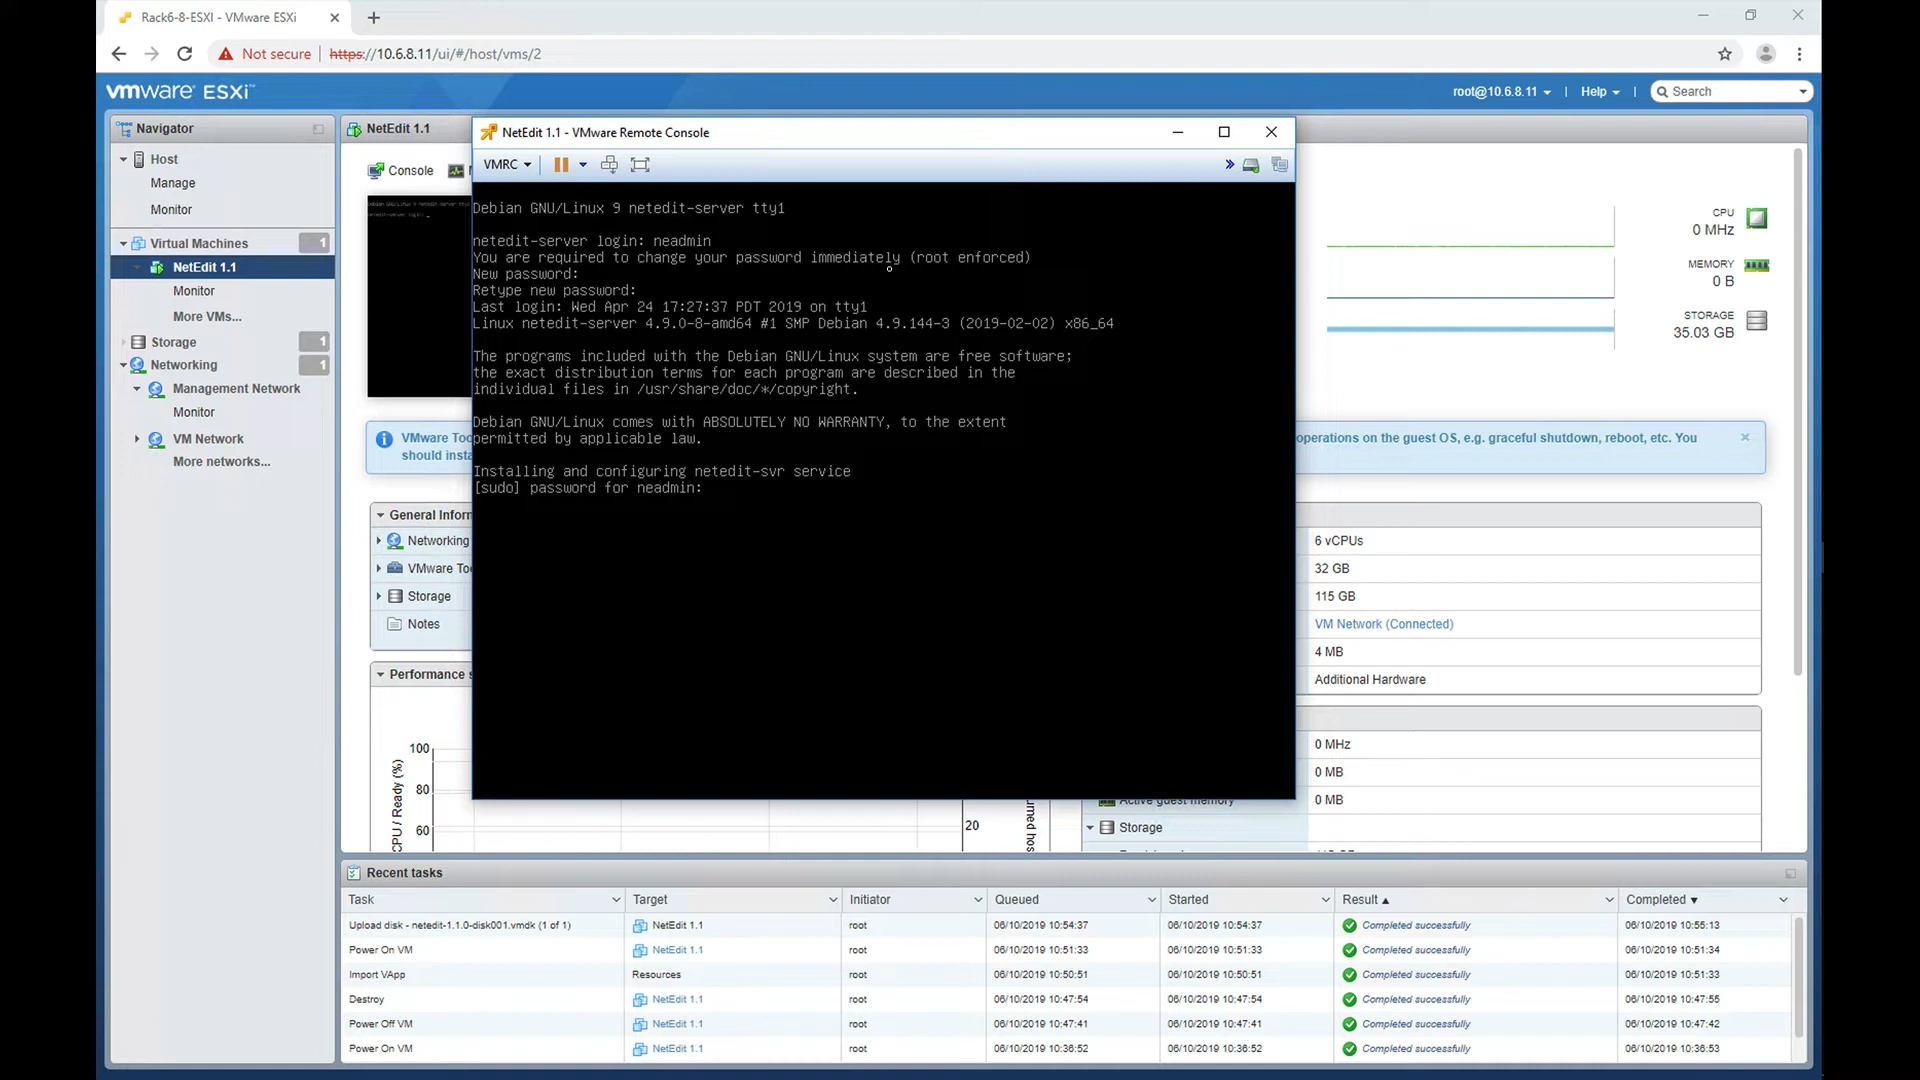 Rack6-8-ESXI - VMware ESXi
Not secure
https://10.6.8.11/ui/#/host/vms/2
vmware ESXi
root@10.6.8.11
Help
Search
Navigator
Host
Manage
Monitor
Virtual Machines
1
NetEdit 1.1
Monitor
More VMs...
Storage
1
Networking
1
Management Network
Monitor
VM Network
More networks...
NetEdit 1.1
Console
NetEdit 1.1 - VMware Remote Console
VMRC
Debian GNU/Linux 9 netedit-server tty1
netedit-server login: neadmin
You are required to change your password immediately (root enforced)
New password:
Retype new password:
Last login: Wed Apr 24 17:27:37 PDT 2019 on tty1
Linux netedit-server 4.9.0-8-amd64 #1 SMP Debian 4.9.144-3 (2019-02-02) x86_64
The programs included with the Debian GNU/Linux system are free software;
the exact distribution terms for each program are described in the
individual files in /usr/share/doc/*/copyright.
Debian GNU/Linux comes with ABSOLUTELY NO WARRANTY, to the extent
permitted by applicable law.
Installing and configuring netedit-svr service
[sudo] password for neadmin:
CPU
0 MHz
MEMORY
0 B
STORAGE
35.03 GB
VMware
operations on the guest OS, e.g. graceful shutdown, reboot, etc. You
should
General
Networking
VMware
Storage
Notes
6 vCPUs
32 GB
115 GB
VM Network (Connected)
4 MB
Additional Hardware
Performance
100
80
60
CPU / Ready (%)
20
0 MHz
0 MB
Active guest memory
0 MB
Storage
Recent tasks
Task Target Initiator Queued Started Result Completed
Upload disk - netedit-1.1.0-disk001.vmdk (1 of 1) NetEdit 1.1 root 06/10/2019 10:54:37 06/10/2019 10:54:37 Completed successfully 06/10/2019 10:55:13
Power On VM NetEdit 1.1 root 06/10/2019 10:51:33 06/10/2019 10:51:33 Completed successfully 06/10/2019 10:51:34
Import VApp Resources root 06/10/2019 10:50:51 06/10/2019 10:50:51 Completed successfully 06/10/2019 10:51:33
Destroy NetEdit 1.1 root 06/10/2019 10:47:54 06/10/2019 10:47:54 Completed successfully 06/10/2019 10:47:55
Power Off VM NetEdit 1.1 root 06/10/2019 10:47:41 06/10/2019 10:47:41 Completed successfully 06/10/2019 10:47:42
Power On VM NetEdit 1.1 root 06/10/2019 10:36:52 06/10/2019 10:36:52 Completed successfully 06/10/2019 10:36:53